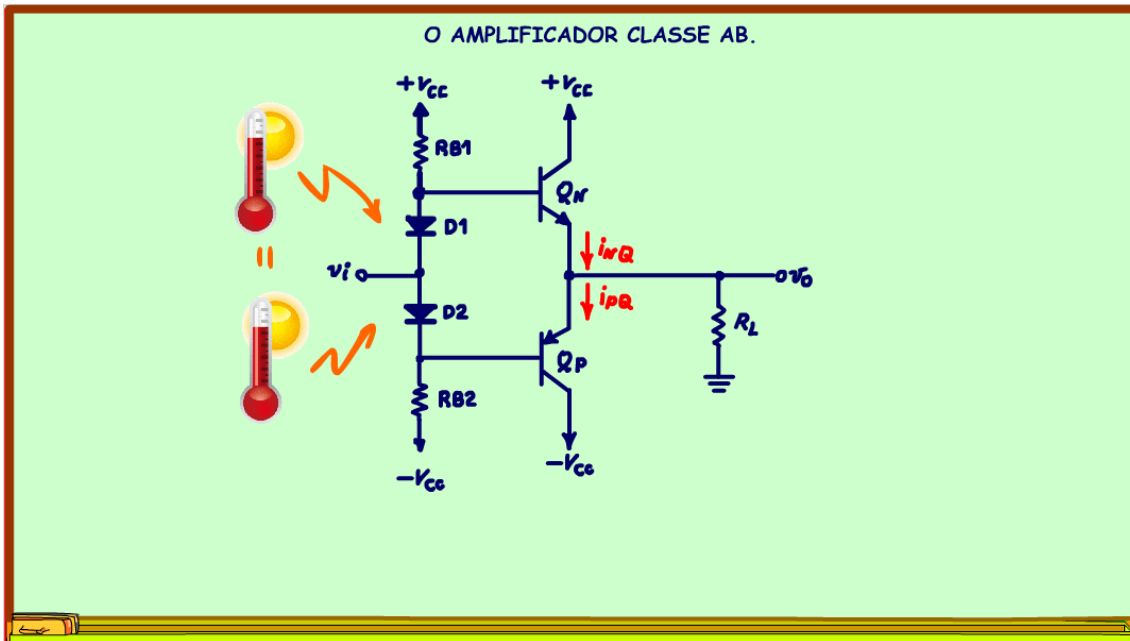 O AMPLIFICADOR CLASSE AB.
+VCC
+VCC
RB1
QN
D1
iNQ
vi
vo
iPQ
D2
RL
QP
RB2
-VCC
-VCC